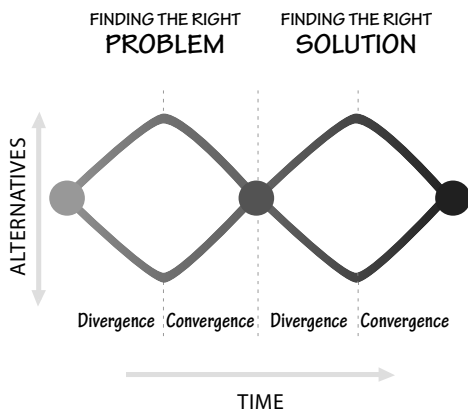 FINDING THE RIGHT
PROBLEM
FINDING THE RIGHT
SOLUTION
ALTERNATIVES
Divergence
Convergence
Divergence
Convergence
TIME